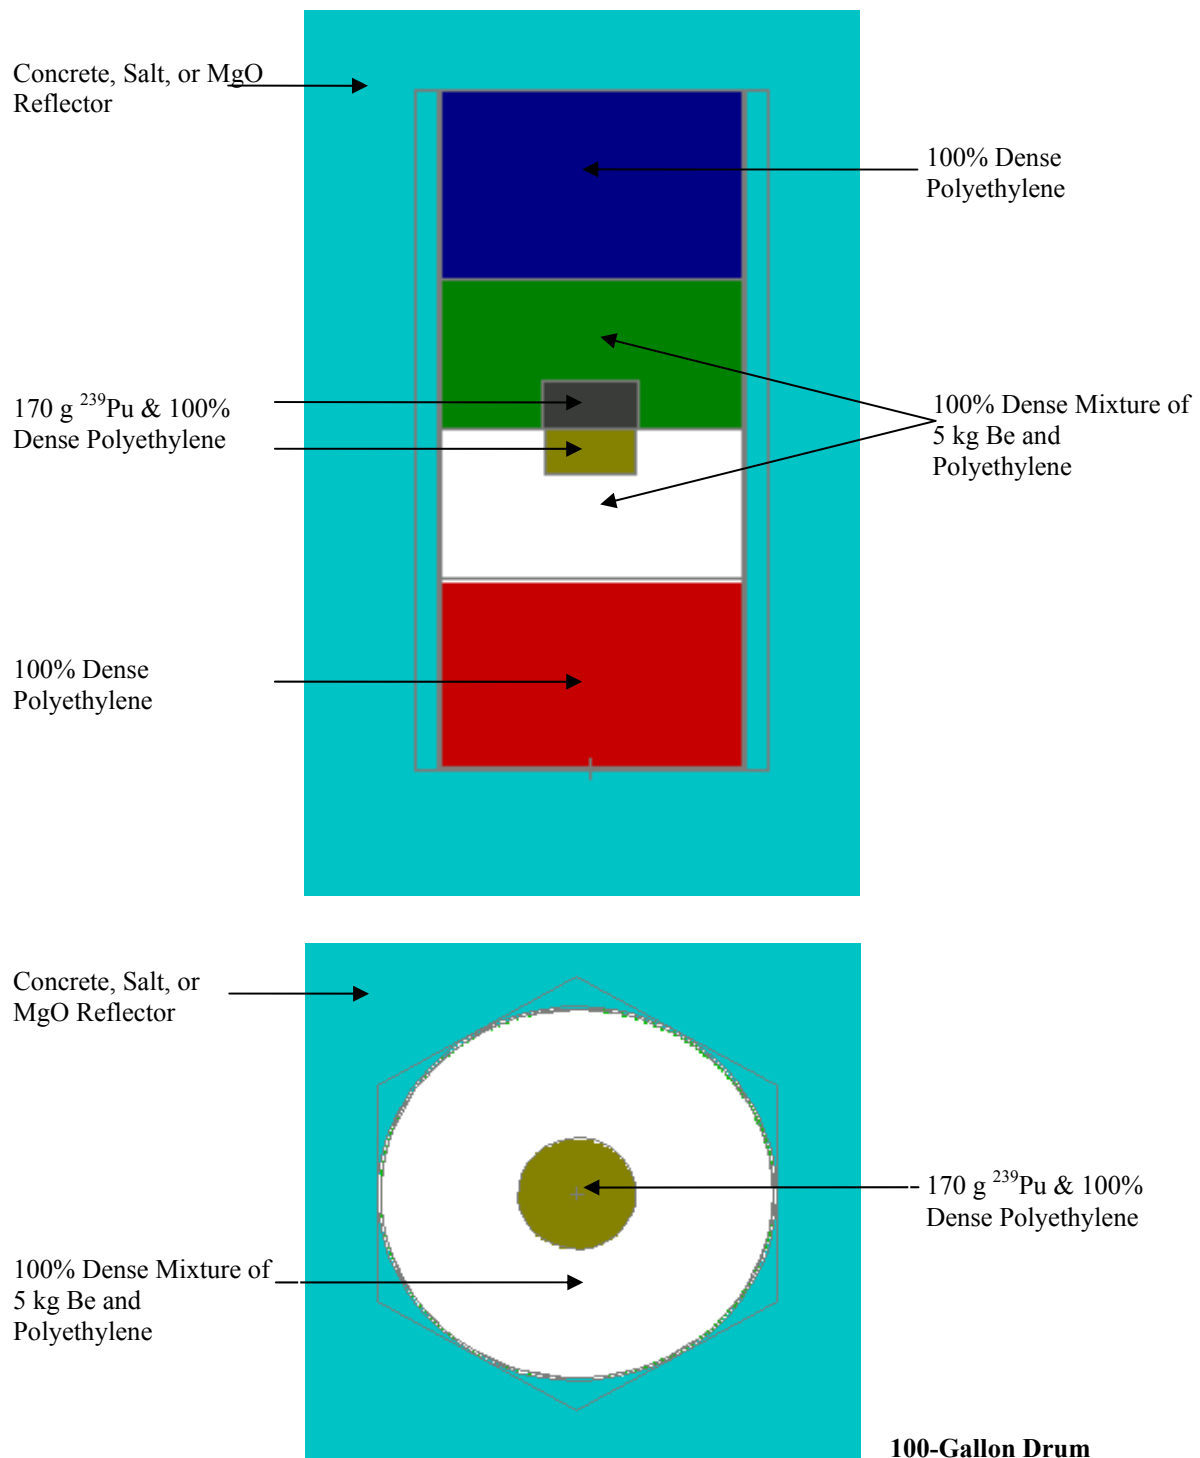 Concrete, Salt, or MgO
Reflector
100% Dense
Polyethylene
170 g ²³⁹Pu & 100%
Dense Polyethylene
100% Dense Mixture of
5 kg Be and
Polyethylene
100% Dense
Polyethylene
Concrete, Salt, or
MgO Reflector
170 g ²³⁹Pu & 100%
Dense Polyethylene
100% Dense Mixture of
5 kg Be and
Polyethylene
100-Gallon Drum